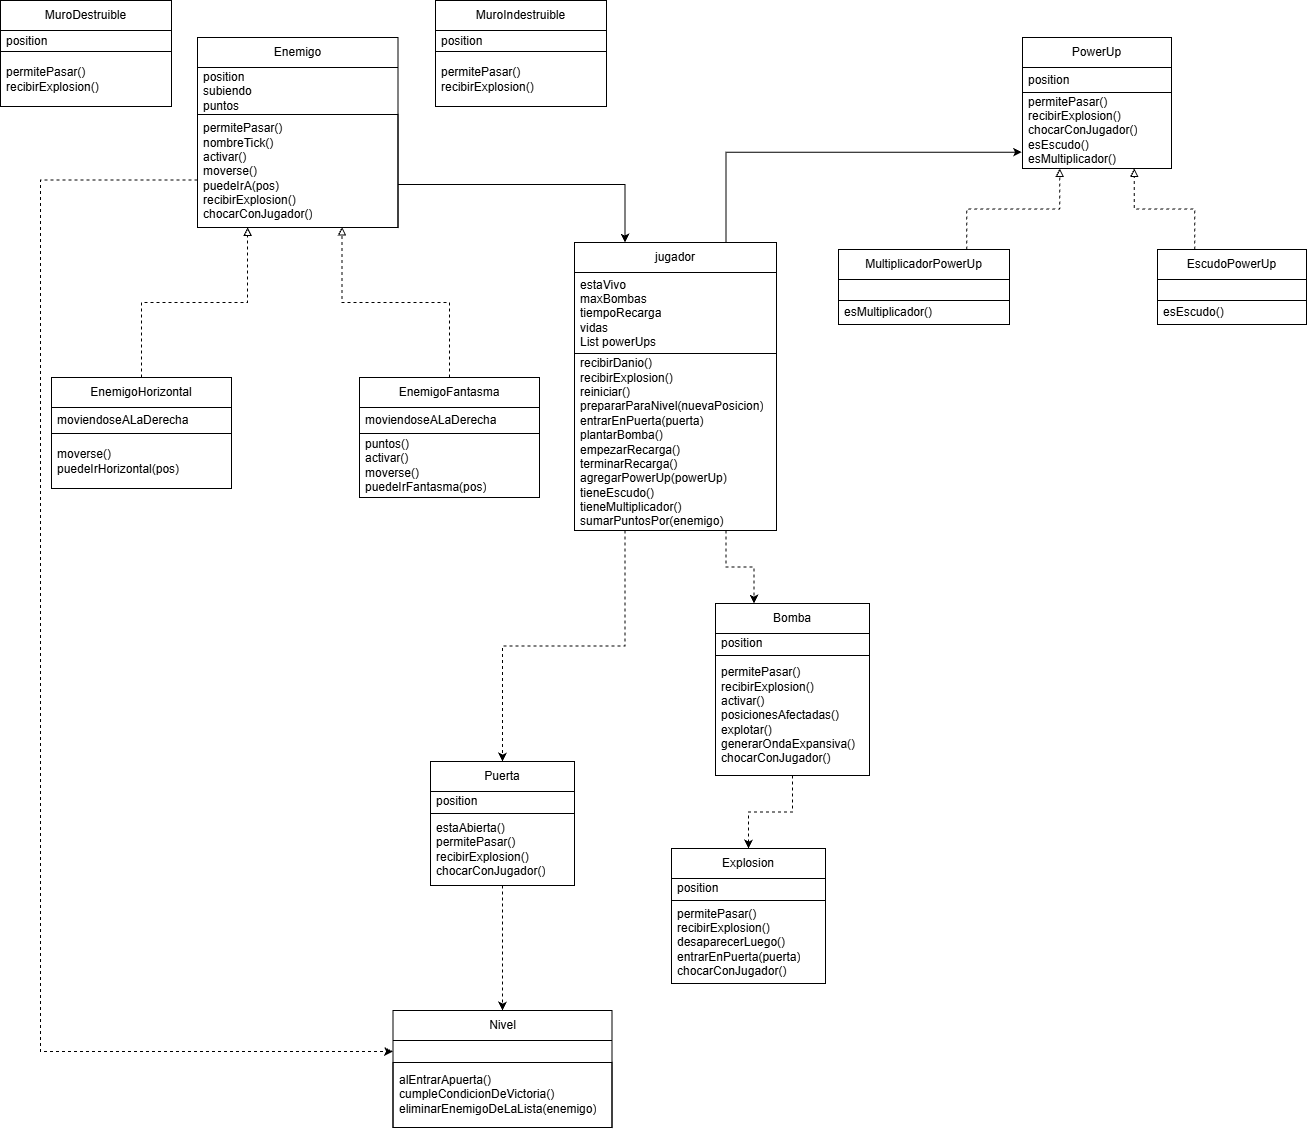 MuroDestruible
position
permitePasar()
recibirExplosion()
Enemigo
position
subiendo
puntos
permitePasar()
nombreTick()
activar()
moverse()
puedeIrA(pos)
recibirExplosion()
chocarConJugador()
MuroIndestruible
position
permitePasar()
recibirExplosion()
PowerUp
position
permitePasar()
recibirExplosion()
chocarConJugador()
esEscudo()
esMultiplicador()
MultiplicadorPowerUp
esMultiplicador()
EscudoPowerUp
esEscudo()
jugador
estaVivo
maxBombas
tiempoRecarga
vidas
List powerUps
recibirDanio()
recibirExplosion()
reiniciar()
prepararParaNivel(nuevaPosicion)
entrarEnPuerta(puerta)
plantarBomba()
empezarRecarga()
terminarRecarga()
agregarPowerUp(powerUp)
tieneEscudo()
tieneMultiplicador()
sumarPuntosPor(enemigo)
EnemigoHorizontal
moviendoseALaDerecha
moverse()
puedeIrHorizontal(pos)
EnemigoFantasma
moviendoseALaDerecha
puntos()
activar()
moverse()
puedeIrFantasma(pos)
Bomba
position
permitePasar()
recibirExplosion()
activar()
posicionesAfectadas()
explotar()
generarOndaExpansiva()
chocarConJugador()
Puerta
position
estaAbierta()
permitePasar()
recibirExplosion()
chocarConJugador()
Explosion
position
permitePasar()
recibirExplosion()
desaparecerLuego()
entrarEnPuerta(puerta)
chocarConJugador()
Nivel
alEntrarApuerta()
cumpleCondicionDeVictoria()
eliminarEnemigoDeLaLista(enemigo)